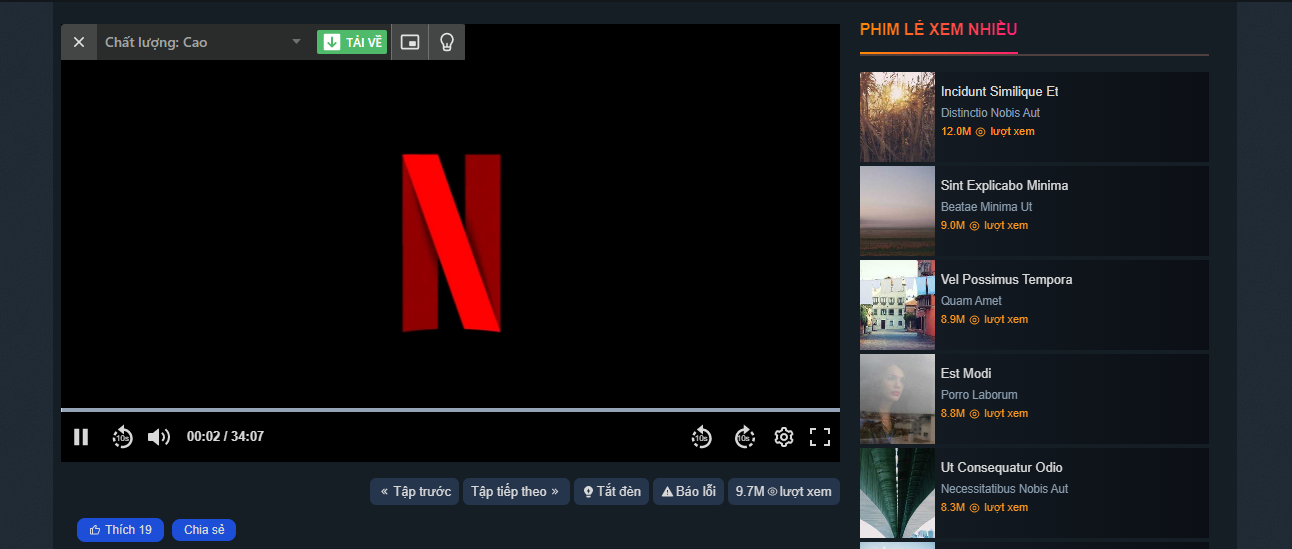 Chất lượng: Cao
TẢI VỀ
N
10s
00:02 / 34:07
10s
10s
« Tập trước
Tập tiếp theo »
Tắt đèn
Báo lỗi
9.7M lượt xem
Thích 19
Chia sẻ
PHIM LẺ XEM NHIỀU
Incidunt Similique Et
Distinctio Nobis Aut
12.0M lượt xem
Sint Explicabo Minima
Beatae Minima Ut
9.0M lượt xem
Vel Possimus Tempora
Quam Amet
8.9M lượt xem
Est Modi
Porro Laborum
8.8M lượt xem
Ut Consequatur Odio
Necessitatibus Nobis Aut
8.3M lượt xem